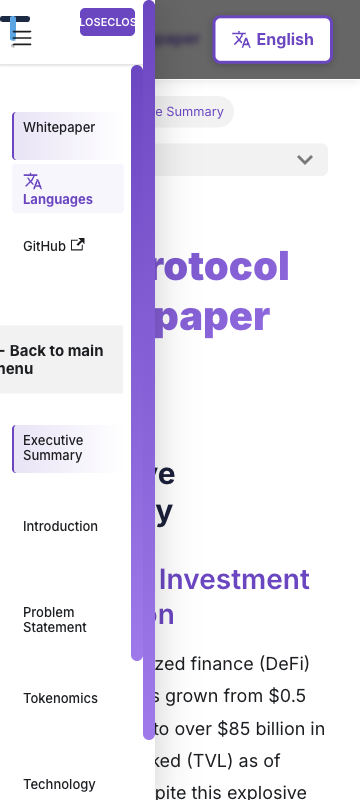 LOSECLOS
English
Whitepaper
e Summary
Languages
GitHub
rotocol
paper
- Back to main
nenu
Executive
Summary
ve
y
Introduction
Investment
on
Problem
Statement
zed finance (DeFi)
s grown from $0.5
to over $85 billion in
Tokenomics
ked (TVL) as of
Technology
pite this explosive